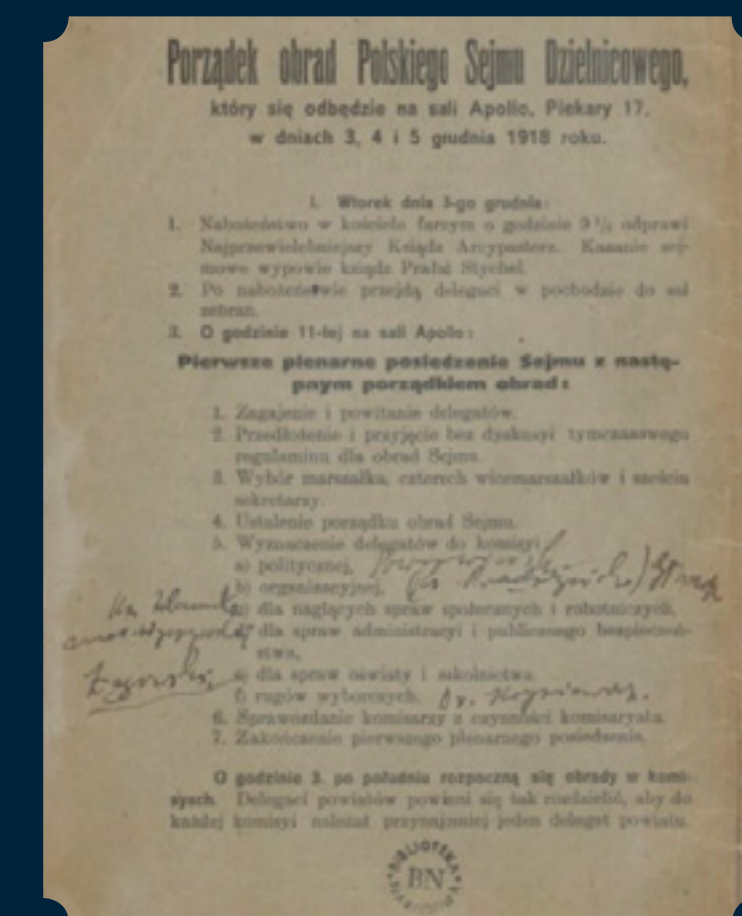 Porządek obrad Polskiego Sejmu Dzielnicowego,
który się odbędzie na sali Apollo, Piekary 17,
w dniach 3, 4 i 5 grudnia 1918 roku.
I. Wtorek dnia 3-go grudnia:
1. Nabożeństwo w kościele farnym o godzinie 9½ odprawi
Najprzewielebniejszy Ksiądz Arcypasterz. Kazanie sej-
mowe wypowie ksiądz Prałat Stychel.
2. Po nabożeństwie przejdą delegaci w pochodzie do sal
zebrań.
3. O godzinie 11-tej na sali Apollo:
Pierwsze plenarne posiedzenie Sejmu z nastę-
pnym porządkiem obrad:
1. Zagajenie i powitanie delegatów.
2. Przedłożenie i przyjęcie bez dyskusyi tymczasowego
regulaminu dla obrad Sejmu.
3. Wybór marszałka, czterech wicemarszałków i sześciu
sekretarzy.
4. Ustalenie porządku obrad Sejmu.
5. Wyznaczenie delegatów do komisyi
a) politycznej,
b) organizacyjnej,
c) dla naglących spraw społecznych i robotniczych,
d) dla spraw administracyi i publicznego bezpieczeń-
stwa,
e) dla spraw oświaty i szkolnictwa.
f) rugów wyborczych.
6. Sprawozdanie komisarzy z czynności komisaryatu
7. Zakończenie pierwszego plenarnego posiedzenia.
O godzinie 3. po południu rozpoczną się obrady w komi-
syach. Delegaci powiatów powinni się tak rozdzielić, aby do
każdej komisyi należał przynajmniej jeden delegat powiatu.
BIBLIOTEKA
BN